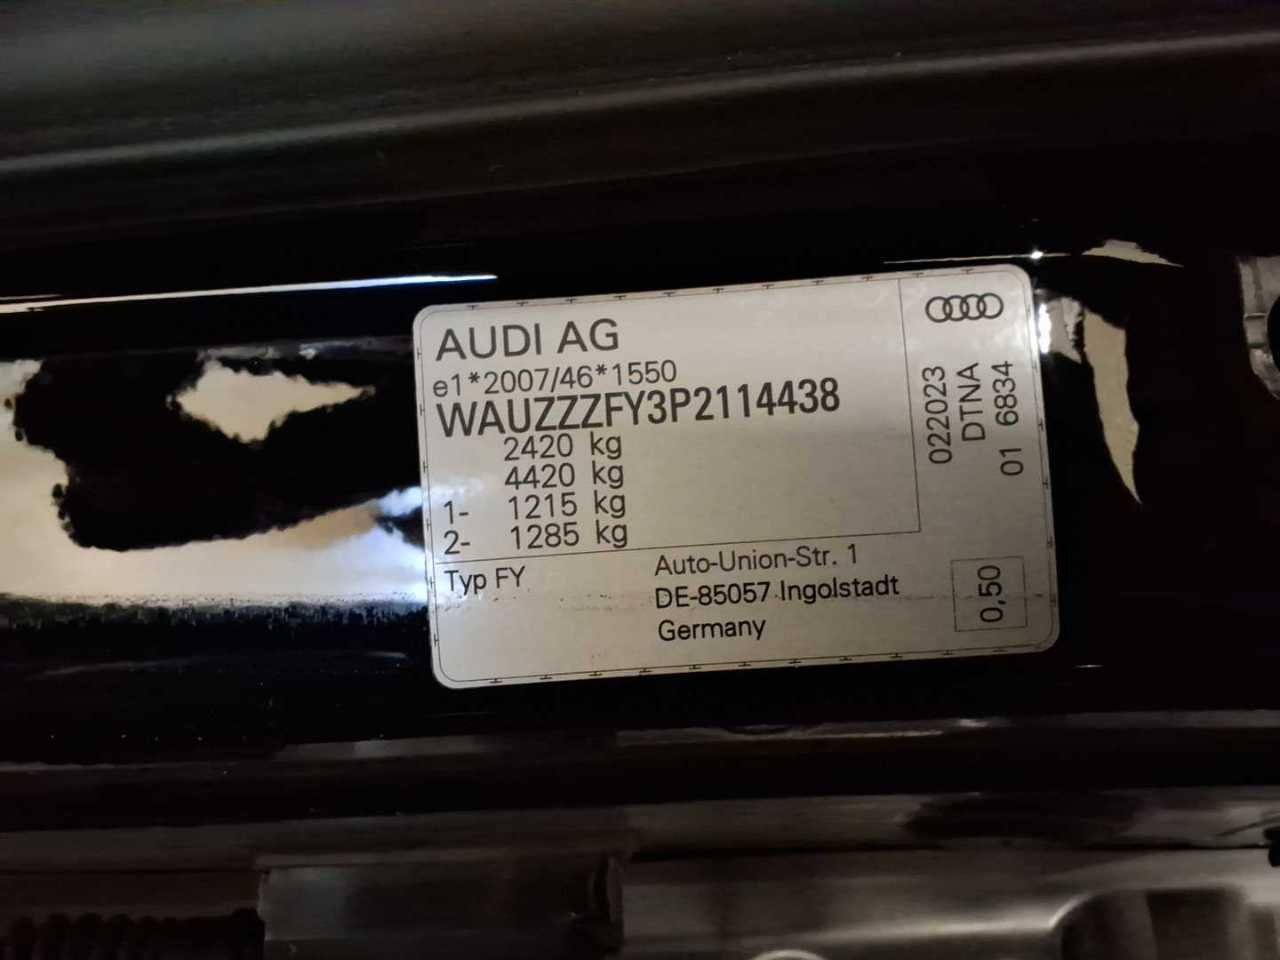 AUDI AG
e1*2007/46*1550
WAUZZZFY3P2114438
2420 kg
4420 kg
1- 1215 kg
2- 1285 kg
Typ FY
Auto-Union-Str. 1
DE-85057 Ingolstadt
Germany
022023
DTNA
01 6834
0,50